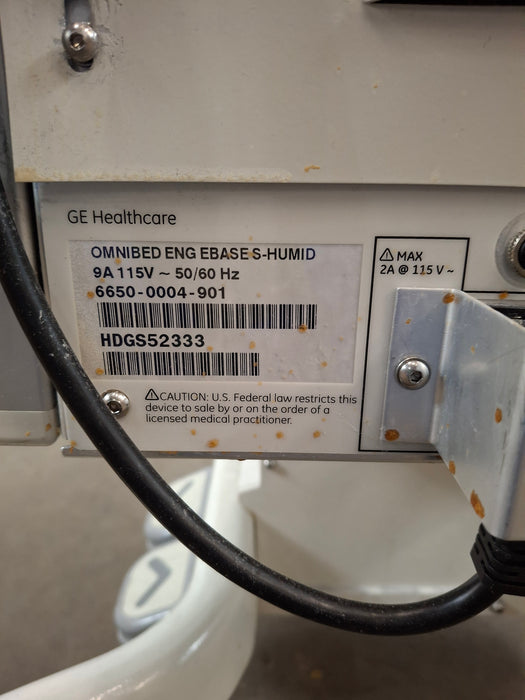 GE Healthcare
OMNIBED ENG EBASE S-HUMID
9A 115V ~ 50/60 Hz
6650-0004-901
HDGS52333
⚠CAUTION: U.S. Federal law restricts this
device to sale by or on the order of a
licensed medical practitioner.
⚠ MAX
2A @ 115 V ~